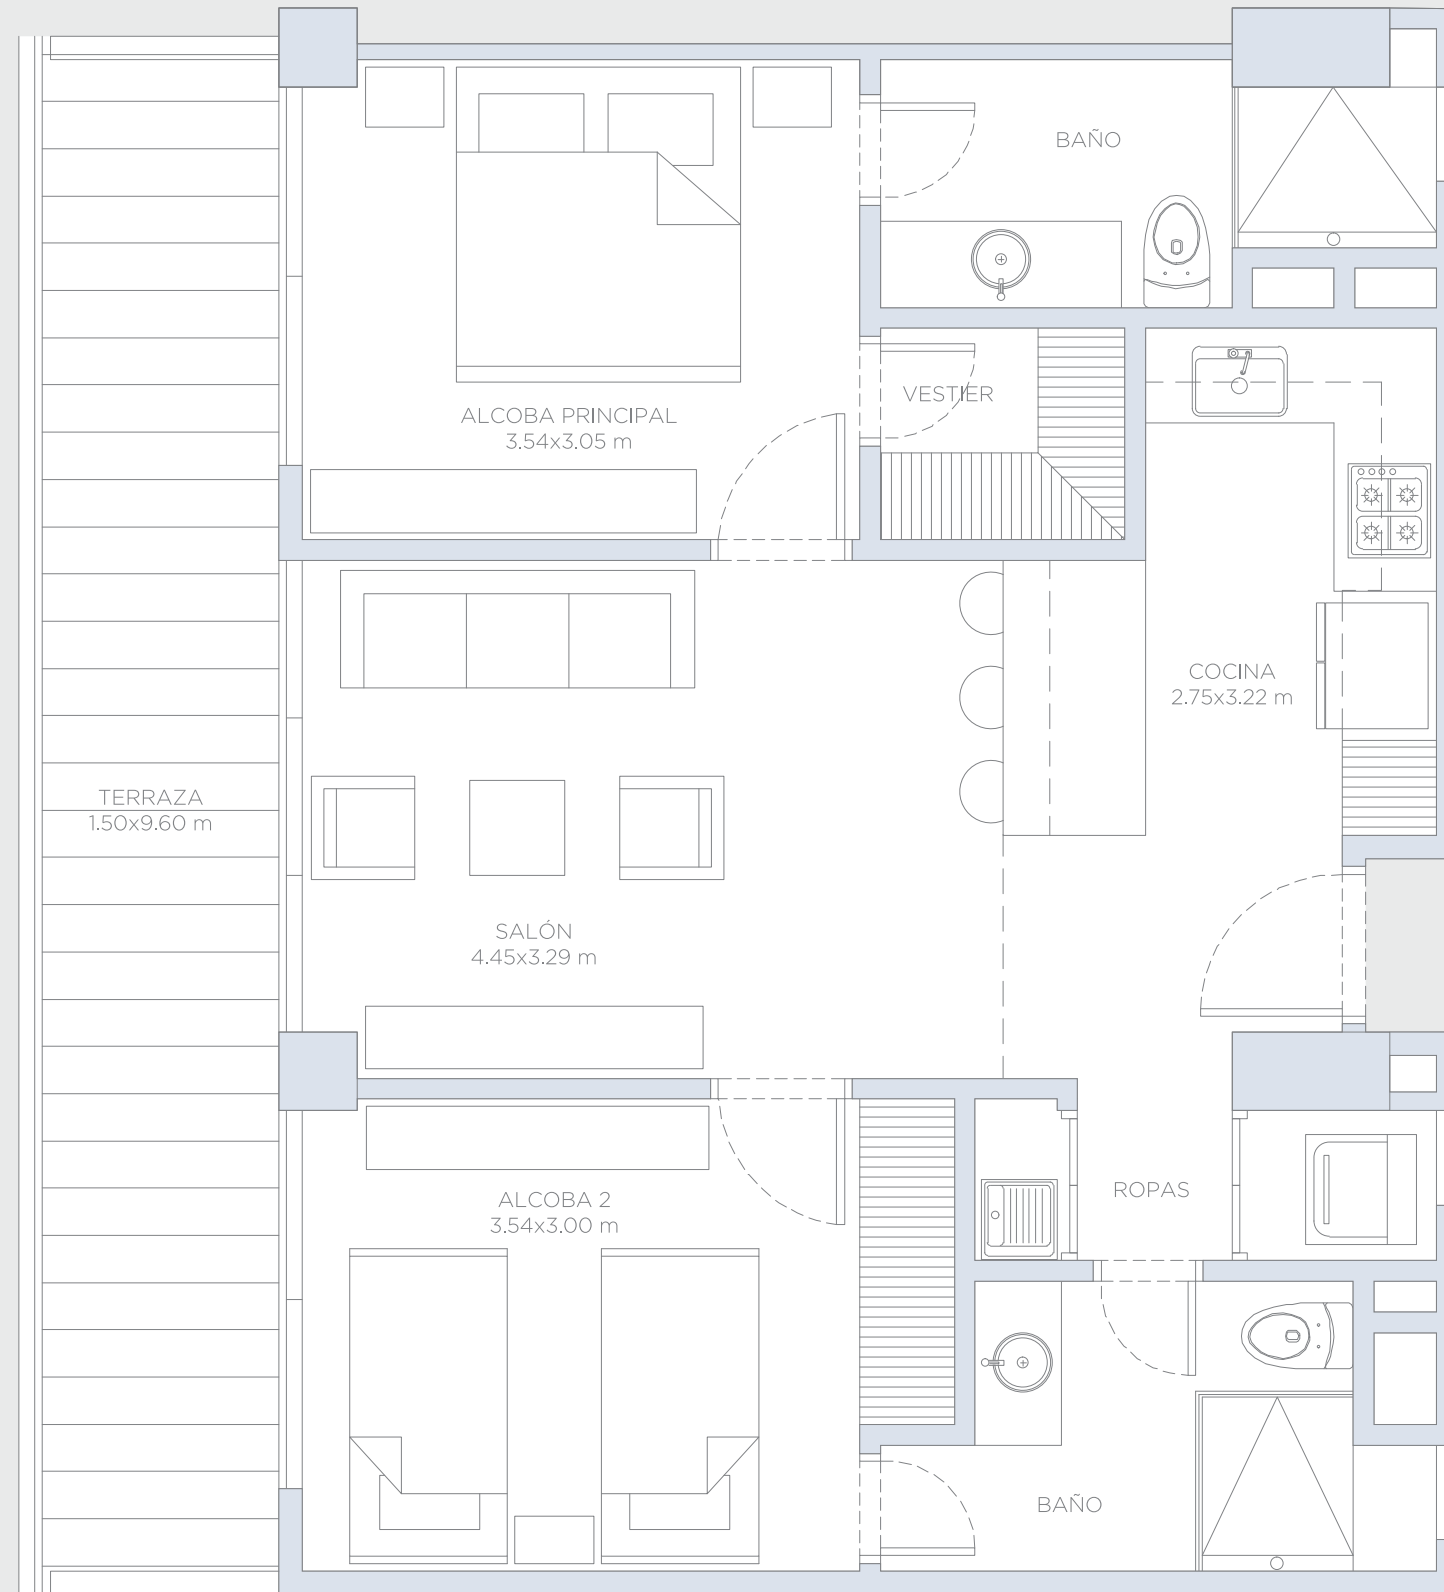 BAÑO
VESTIER
ALCOBA PRINCIPAL
3.54x3.05 m
COCINA
2.75x3.22 m
TERRAZA
1.50x9.60 m
SALÓN
4.45x3.29 m
ROPAS
ALCOBA 2
3.54x3.00 m
BAÑO